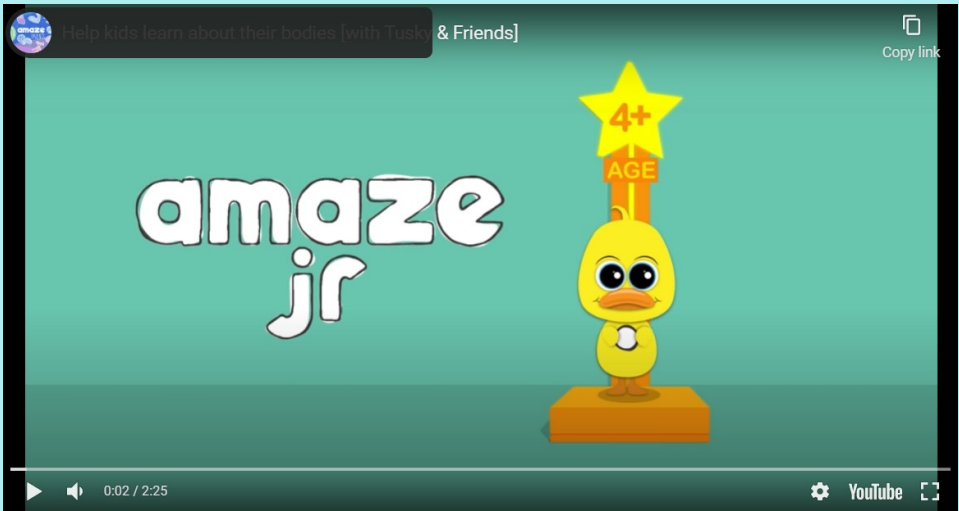 amaze
Help kids learn about their bodies [with Tusky & Friends]
Copy link
4+
AGE
amaze
jr
0:02 / 2:25
YouTube